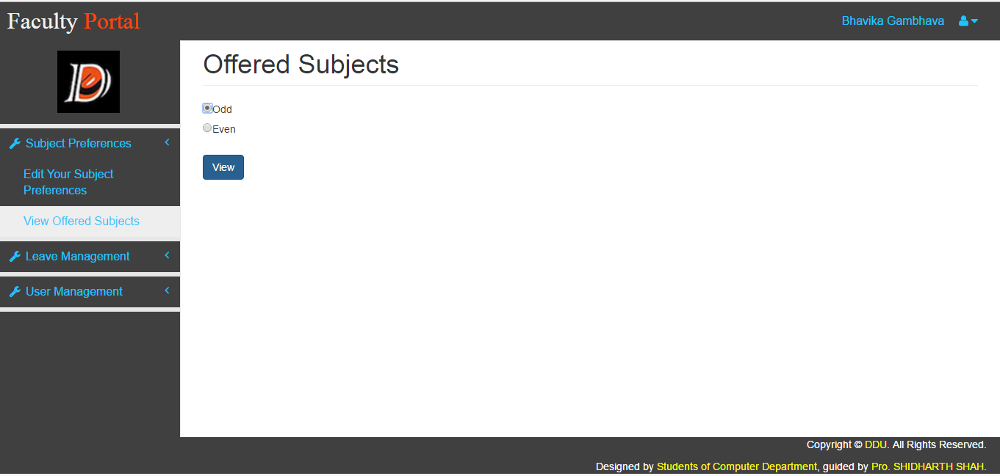 Faculty Portal
Bhavika Gambhava
Offered Subjects
Odd
Even
View
Subject Preferences
Edit Your Subject
Preferences
View Offered Subjects
Leave Management
User Management
Copyright © DDU. All Rights Reserved.
Designed by Students of Computer Department, guided by Pro. SHIDHARTH SHAH.